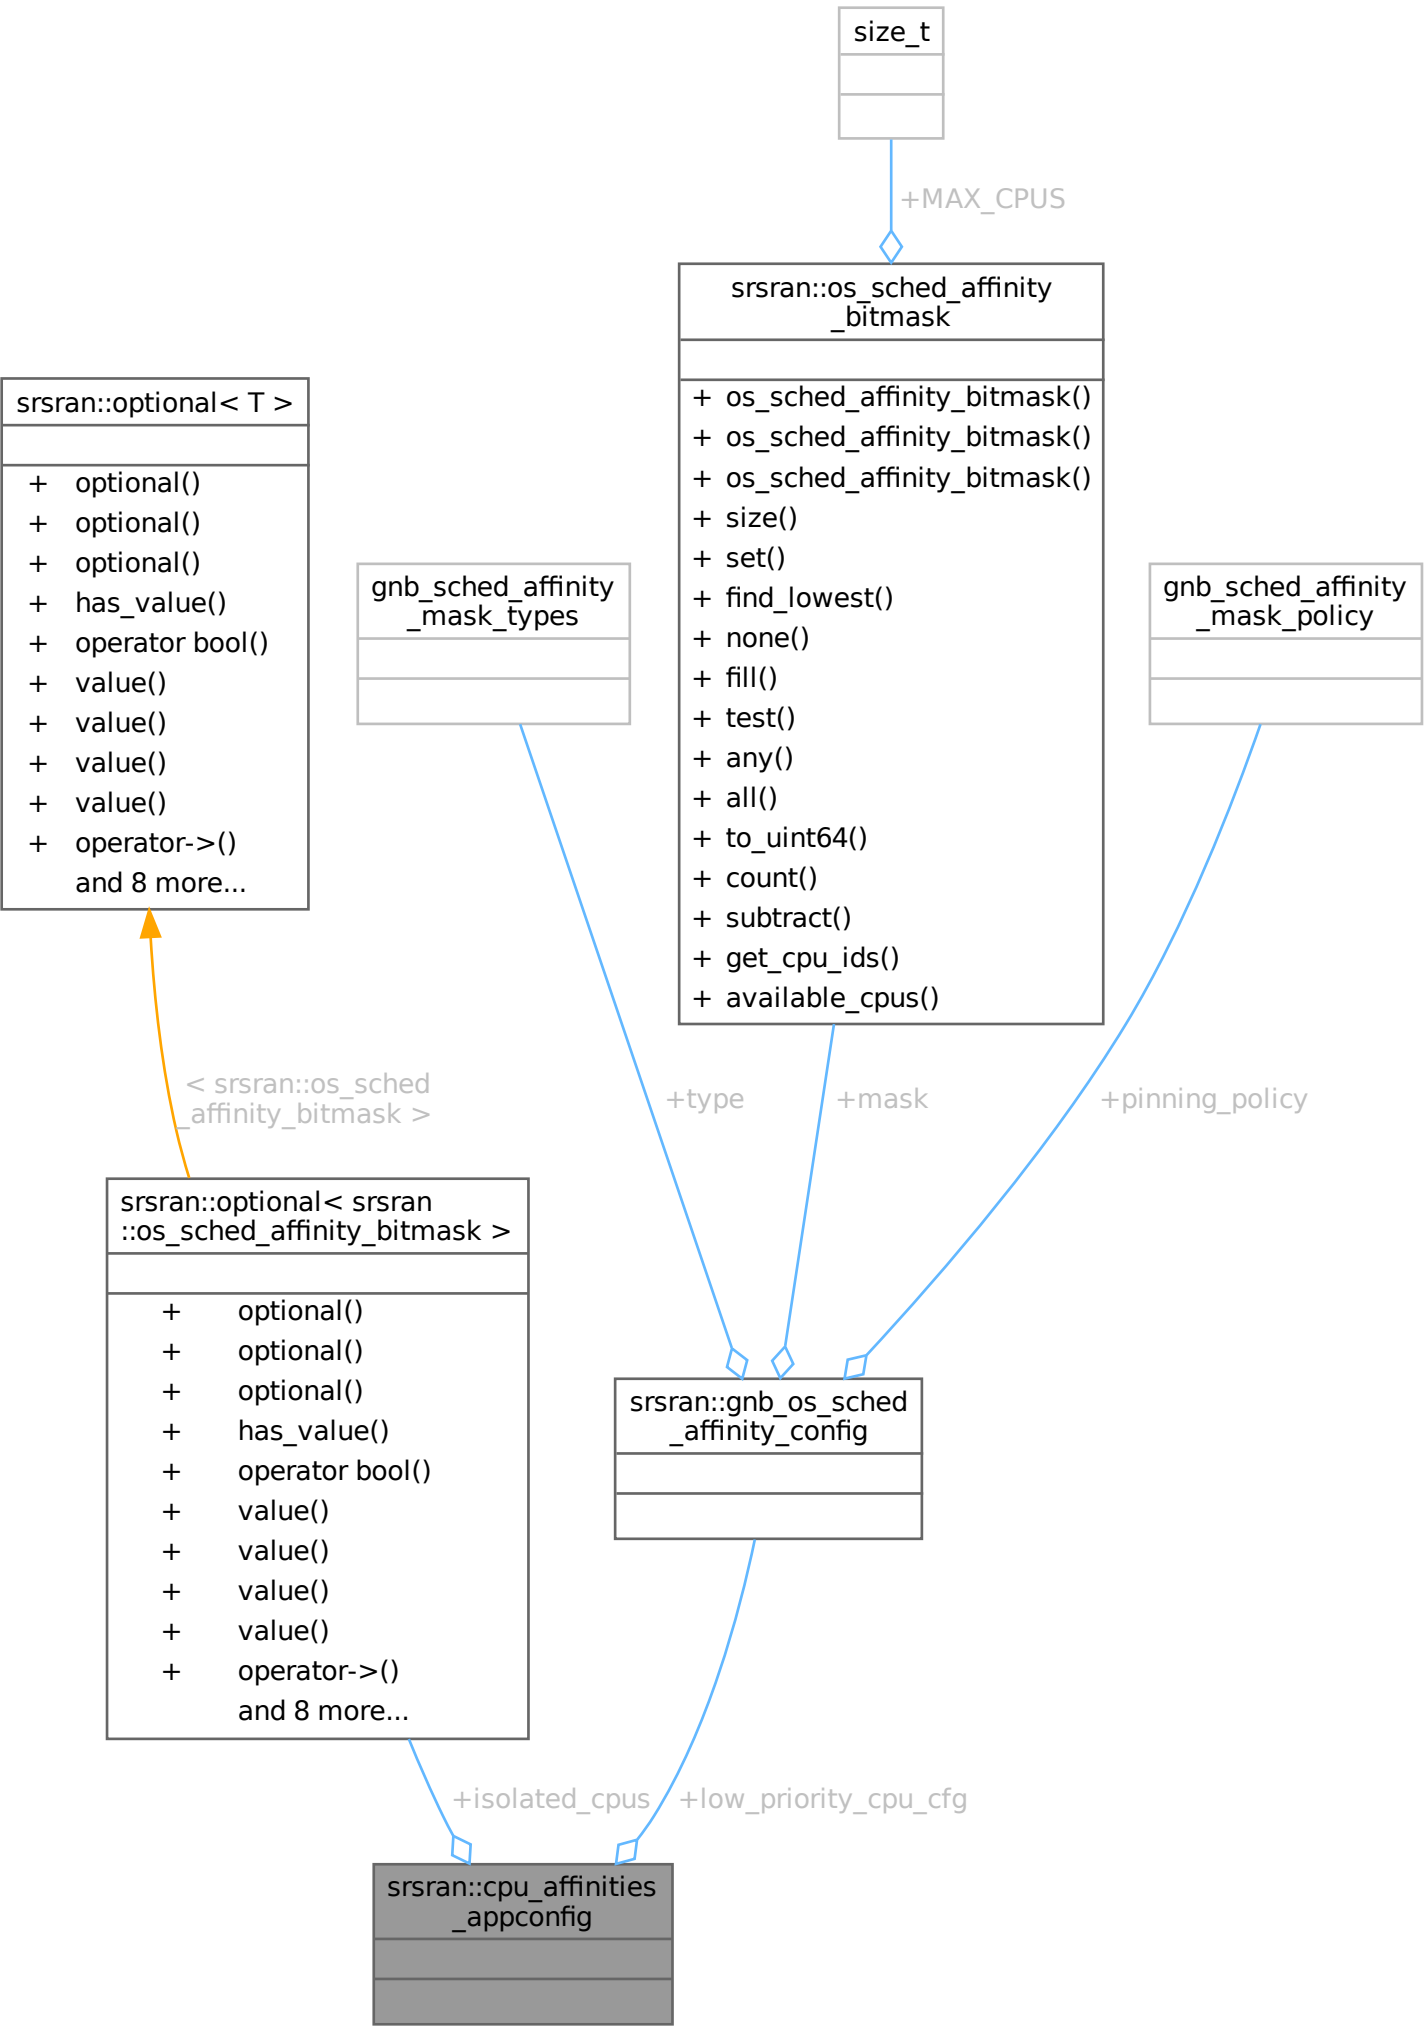 size_t
+MAX_CPUS
srsran::os_sched_affinity
_bitmask
+ os_sched_affinity_bitmask()
+ os_sched_affinity_bitmask()
+ os_sched_affinity_bitmask()
+ size()
+ set()
+ find_lowest()
+ none()
+ fill()
+ test()
+ any()
+ all()
+ to_uint64()
+ count()
+ subtract()
+ get_cpu_ids()
+ available_cpus()
srsran::optional< T >
+ optional()
+ optional()
+ optional()
+ has_value()
+ operator bool()
+ value()
+ value()
+ value()
+ value()
+ operator->()
and 8 more...
gnb_sched_affinity
_mask_types
gnb_sched_affinity
_mask_policy
< srsran::os_sched
_affinity_bitmask >
+type
+mask
+pinning_policy
srsran::optional< srsran
::os_sched_affinity_bitmask >
+ optional()
+ optional()
+ optional()
+ has_value()
+ operator bool()
+ value()
+ value()
+ value()
+ value()
+ operator->()
and 8 more...
srsran::gnb_os_sched
_affinity_config
+isolated_cpus
+low_priority_cpu_cfg
srsran::cpu_affinities
_appconfig